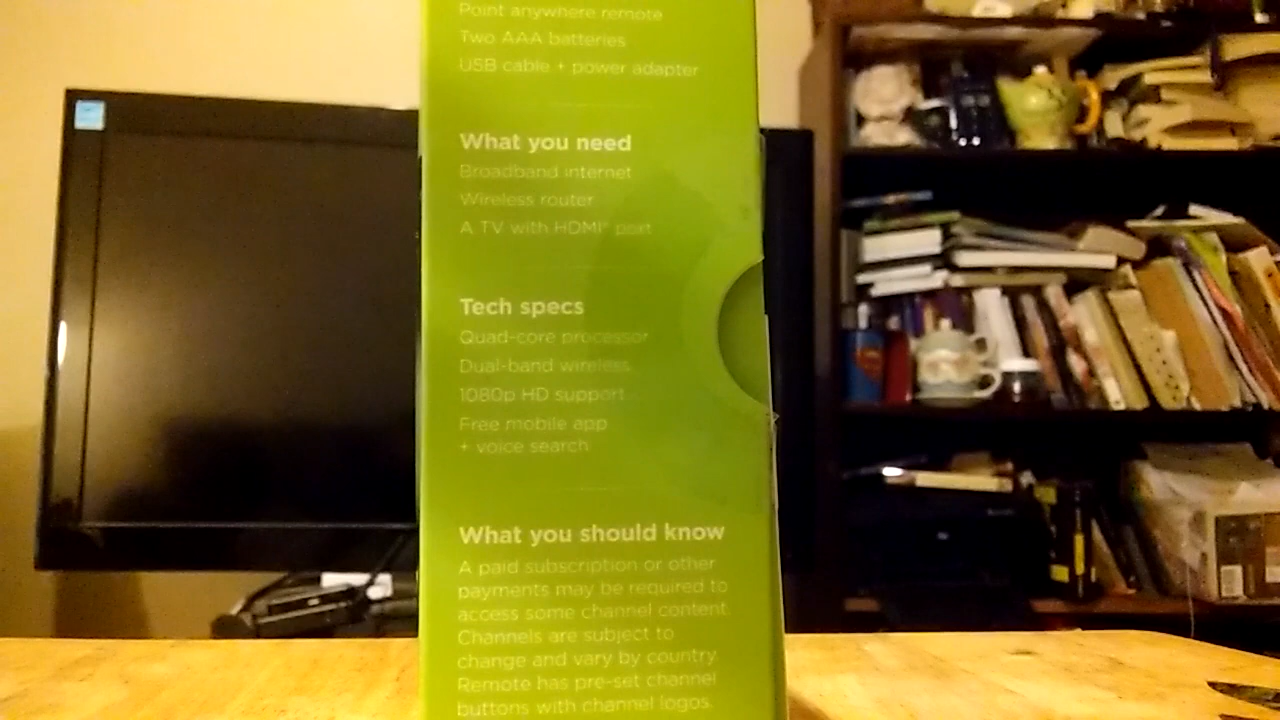 Point anywhere remote
Two AAA batteries
USB cable + power adapter
What you need
Broadband internet
Wireless router
A TV with HDMI® port
Tech specs
Quad-core processor
Dual-band wireless
1080p HD support
Free mobile app
+ voice search
What you should know
A paid subscription or other
payments may be required to
access some channel content.
Channels are subject to
change and vary by country.
Remote has pre-set channel
buttons with channel logos.